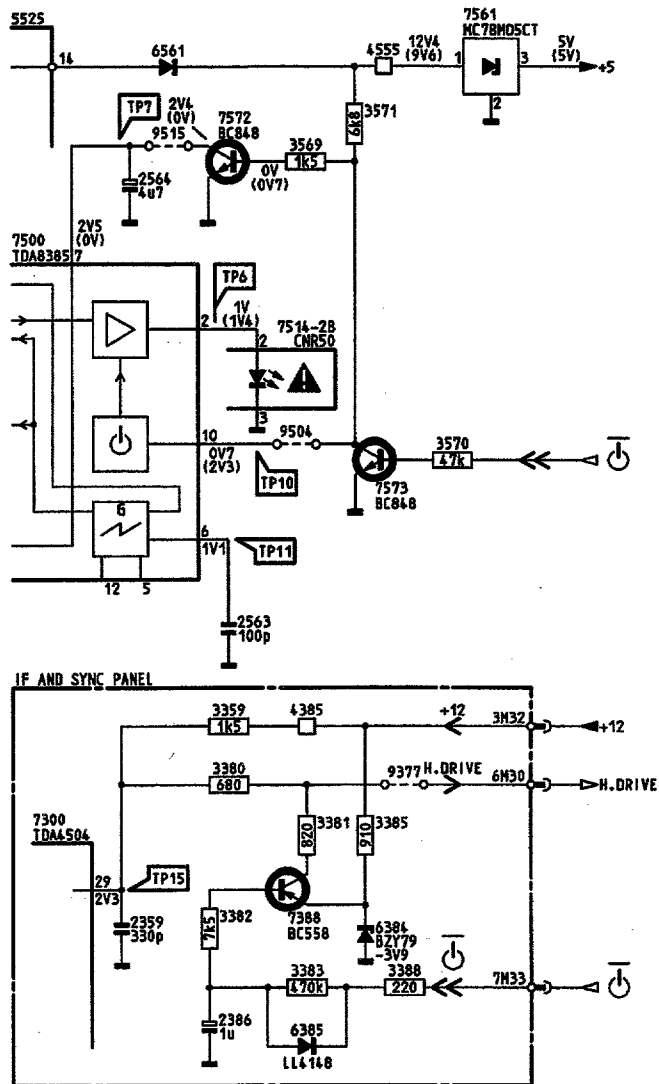 5525
14
6561
4555
12V4
(9V6)
7561
MC78M05CT
1
3
2
5V
(5V)
+5
3571
6k8
TP7
2V4
(0V)
9515
7572
BC848
3569
1k5
0V
(0V7)
2564
4u7
2V5
(0V)
7500
TDA8385
7
TP6
2
1V
(1V4)
7514-2B
CNR50
2
3
10
0V7
(2V3)
9504
TP10
7573
BC848
3570
47k
G
6
1V1
TP11
12
5
2563
100p
IF AND SYNC PANEL
3359
1k5
4385
+12
3M32
+12
3380
680
9377
H.DRIVE
6M30
H.DRIVE
7300
TDA4504
3381
820
3385
910
29
2V3
TP15
2359
330p
3382
7k5
7388
BC558
6384
BZY79
-3V9
3383
470k
3388
220
7M33
2386
1u
6385
LL4148